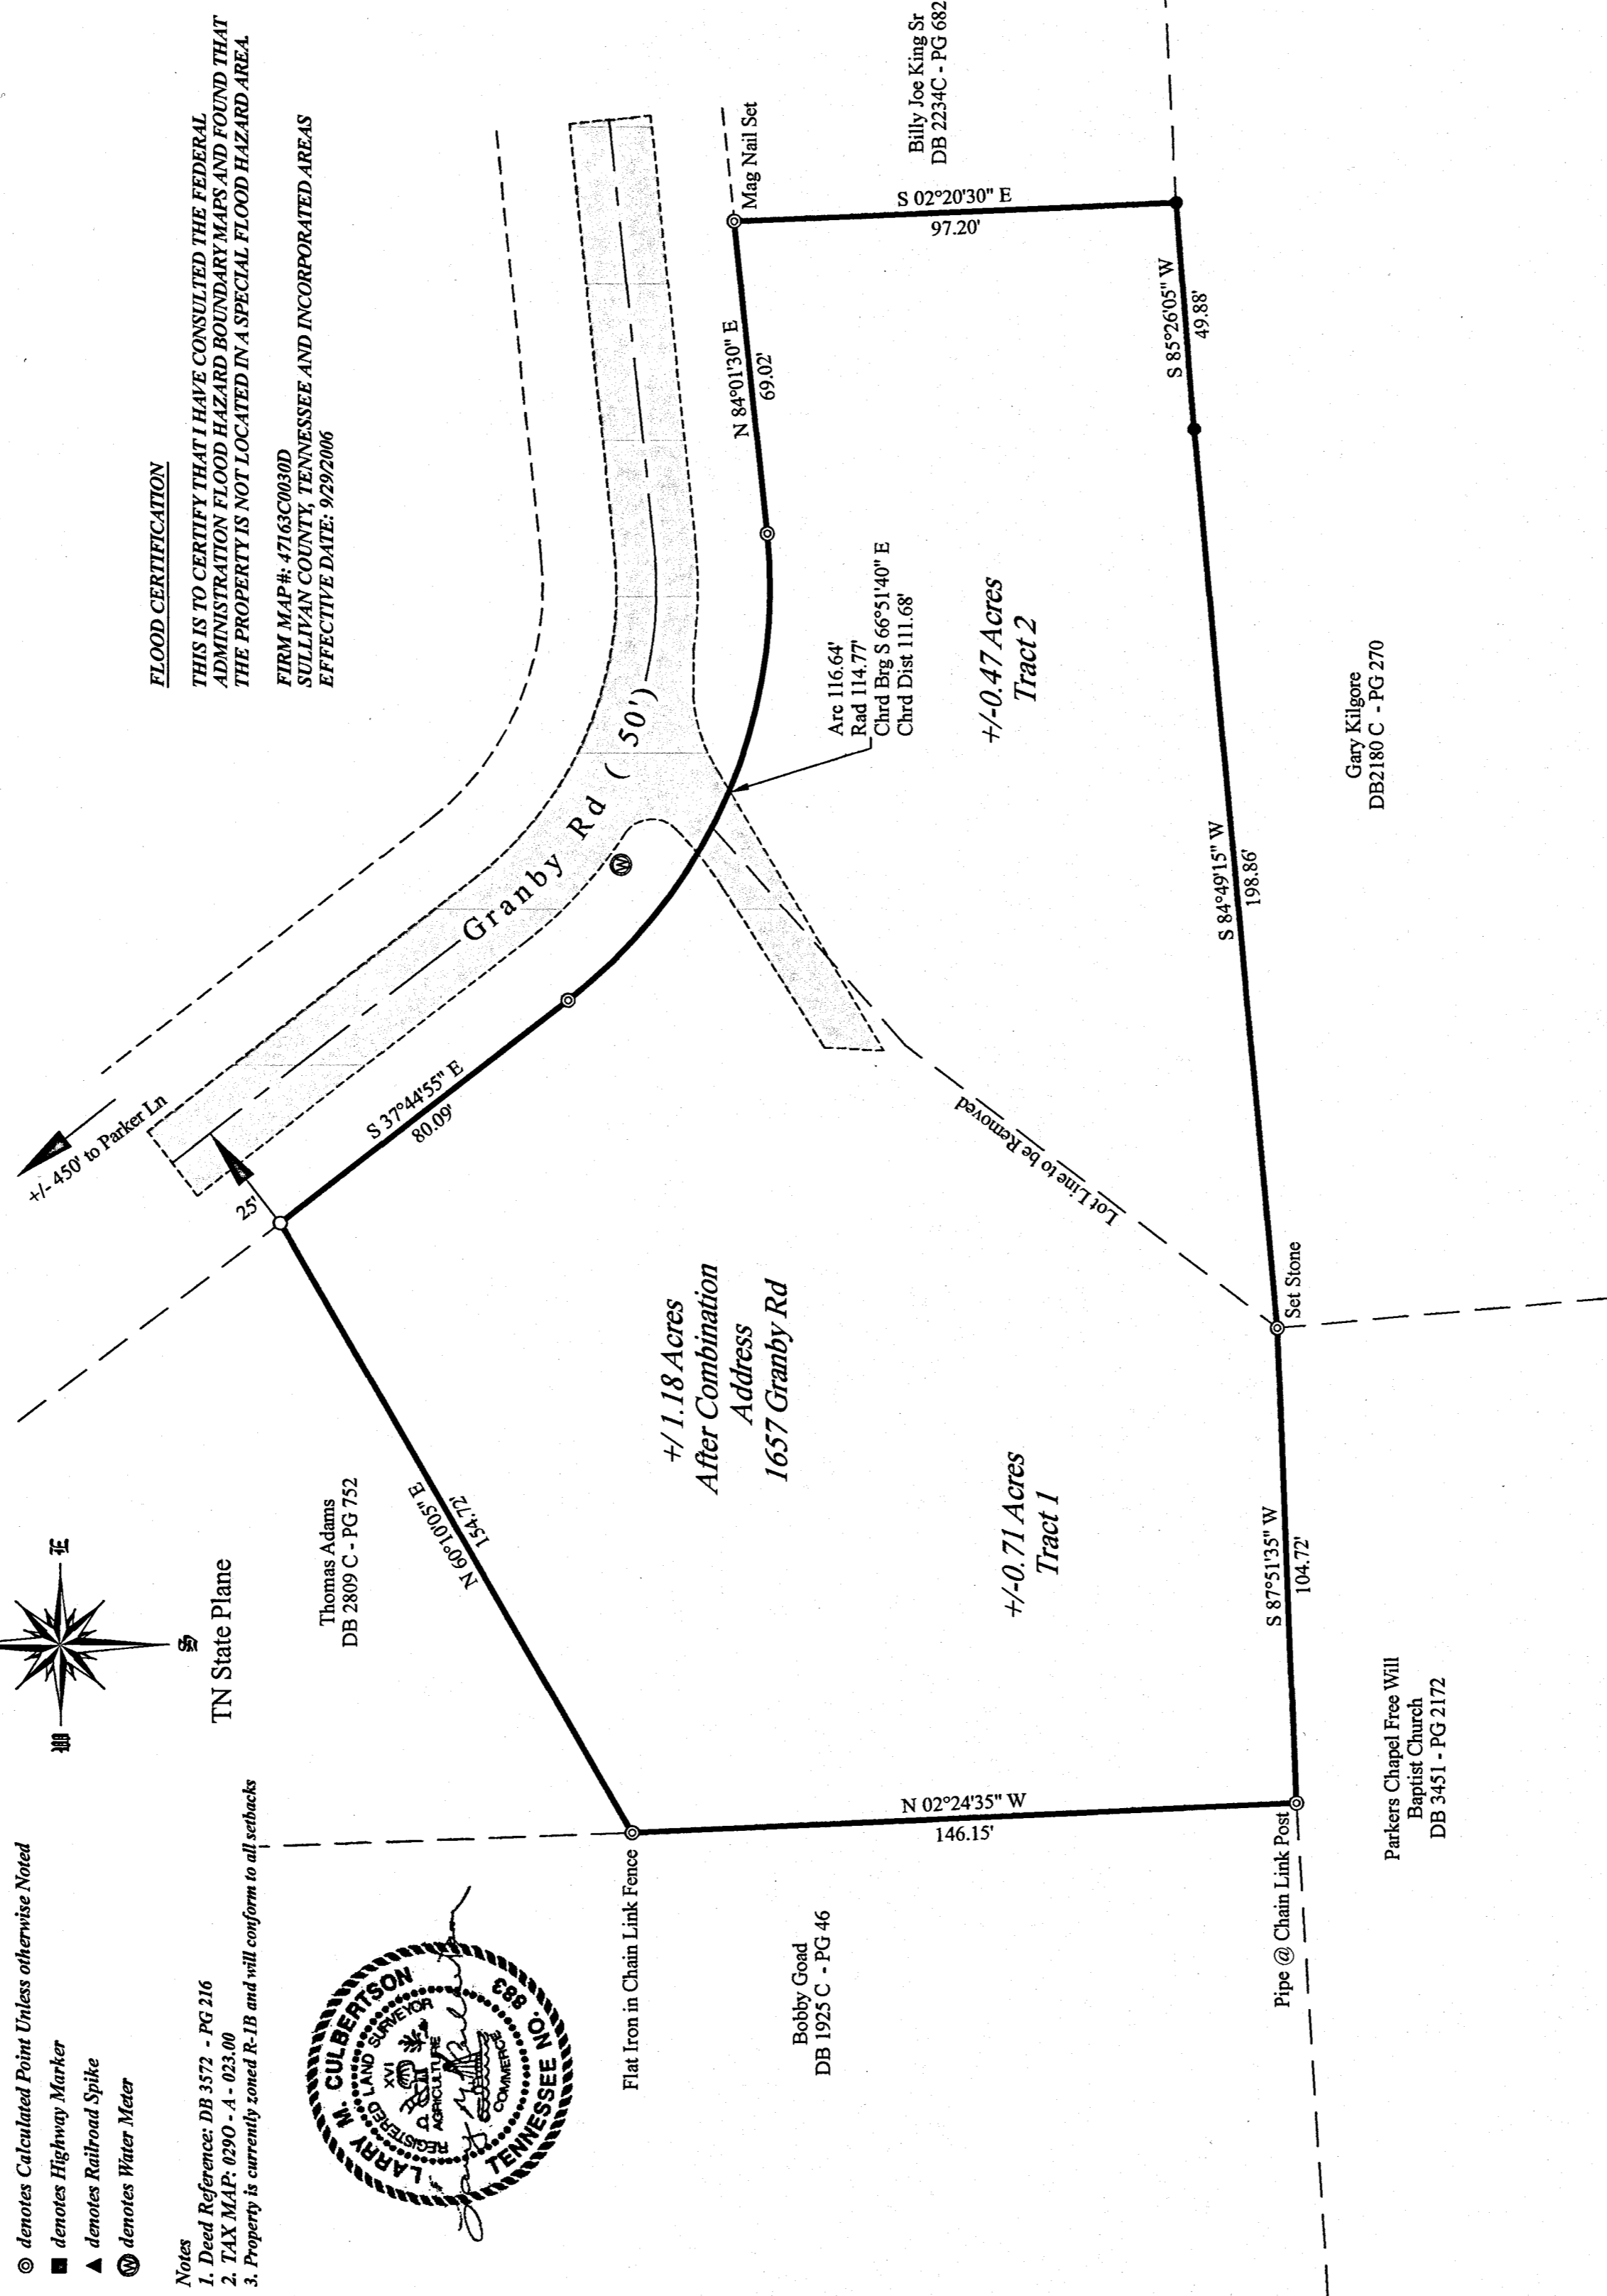 denotes Calculated Point Unless otherwise Noted
denotes Highway Marker
denotes Railroad Spike
W denotes Water Meter
Notes
1. Deed Reference: DB 3572 - PG 216
2. TAX MAP: 029O - A - 023.00
3. Property is currently zoned R-1B and will conform to all setbacks
LARRY M. CULBERTSON
REGISTERED LAND SURVEYOR
XVI
AGRICULTURE
COMMERCE
TENNESSEE NO. 883
W
E
S
TN State Plane
FLOOD CERTIFICATION
THIS IS TO CERTIFY THAT I HAVE CONSULTED THE FEDERAL
ADMINISTRATION FLOOD HAZARD BOUNDARY MAPS AND FOUND THAT
THE PROPERTY IS NOT LOCATED IN A SPECIAL FLOOD HAZARD AREA.
FIRM MAP#: 47163C0030D
SULLIVAN COUNTY, TENNESSEE AND INCORPORATED AREAS
EFFECTIVE DATE: 9/29/2006
+/- 450' to Parker Ln
25'
Granby Rd ( 50')
W
Thomas Adams
DB 2809 C - PG 752
N 60°10'05" E
154.72'
S 37°44'55" E
80.09'
Arc 116.64'
Rad 114.77'
Chrd Brg S 66°51'40" E
Chrd Dist 111.68'
N 84°01'30" E
69.02'
Mag Nail Set
Billy Joe King Sr
DB 2234C - PG 682
S 02°20'30" E
97.20'
S 85°26'05" W
49.88'
+/-0.47 Acres
Tract 2
S 84°49'15" W
198.86'
Gary Kilgore
DB2180 C - PG 270
Lot Line to be Removed
Set Stone
+/ 1.18 Acres
After Combination
Address
1657 Granby Rd
+/-0.71 Acres
Tract 1
S 87°51'35" W
104.72'
Parkers Chapel Free Will
Baptist Church
DB 3451 - PG 2172
Pipe @ Chain Link Post
N 02°24'35" W
146.15'
Flat Iron in Chain Link Fence
Bobby Goad
DB 1925 C - PG 46